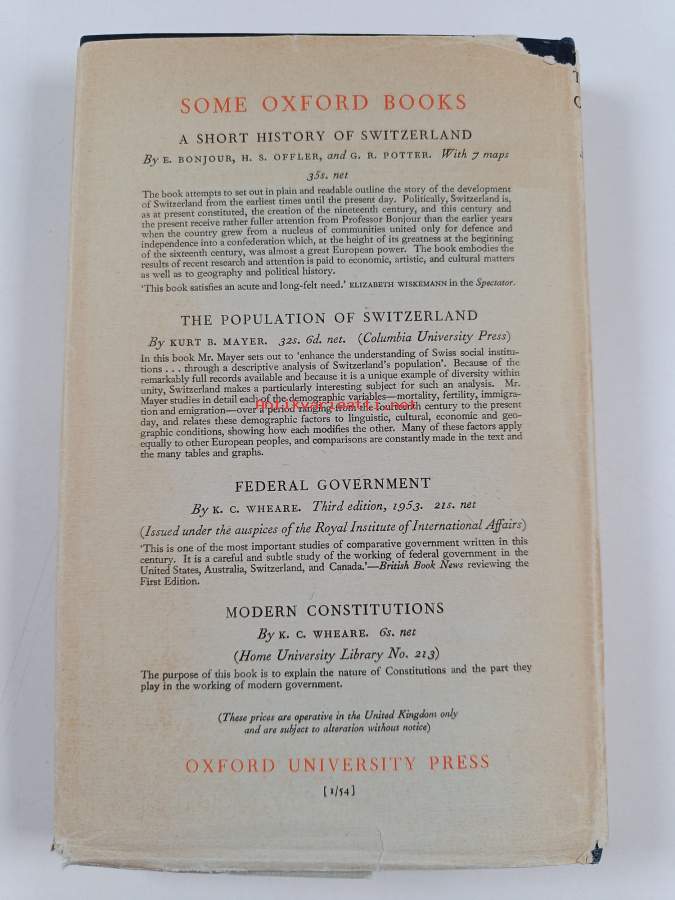 SOME OXFORD BOOKS
A SHORT HISTORY OF SWITZERLAND
By E. BONJOUR, H. S. OFFLER, and G. R. POTTER. With 7 maps
35s. net
The book attempts to set out in plain and readable outline the story of the development
of Switzerland from the earliest times until the present day. Politically, Switzerland is,
as at present constituted, the creation of the nineteenth century, and this century and
the present receive rather fuller attention from Professor Bonjour than the earlier years
when the country grew from a nucleus of communities united only for defence and
independence into a confederation which, at the height of its greatness at the beginning
of the sixteenth century, was almost a great European power. The book embodies the
results of recent research and attention is paid to economic, artistic, and cultural matters
as well as to geography and political history.
'This book satisfies an acute and long-felt need.' ELIZABETH WISKEMANN in the Spectator.
THE POPULATION OF SWITZERLAND
By KURT B. MAYER. 32s. 6d. net. (Columbia University Press)
In this book Mr. Mayer sets out to 'enhance the understanding of Swiss social institu-
tions . . . through a descriptive analysis of Switzerland's population'. Because of the
remarkably full records available and because it is a unique example of diversity within
unity, Switzerland makes a particularly interesting subject for such an analysis. Mr.
Mayer studies in detail each of the demographic variables—mortality, fertility, immigra-
tion and emigration—over a period ranging from the fourteenth century to the present
day, and relates these demographic factors to linguistic, cultural, economic and geo-
graphic conditions, showing how each modifies the other. Many of these factors apply
equally to other European peoples, and comparisons are constantly made in the text and
the many tables and graphs.
FEDERAL GOVERNMENT
By K. C. WHEARE. Third edition, 1953. 21s. net
(Issued under the auspices of the Royal Institute of International Affairs)
'This is one of the most important studies of comparative government written in this
century. It is a careful and subtle study of the working of federal government in the
United States, Australia, Switzerland, and Canada.'—British Book News reviewing the
First Edition.
MODERN CONSTITUTIONS
By K. C. WHEARE. 6s. net
(Home University Library No. 213)
The purpose of this book is to explain the nature of Constitutions and the part they
play in the working of modern government.
(These prices are operative in the United Kingdom only
and are subject to alteration without notice)
OXFORD UNIVERSITY PRESS
[1/54]